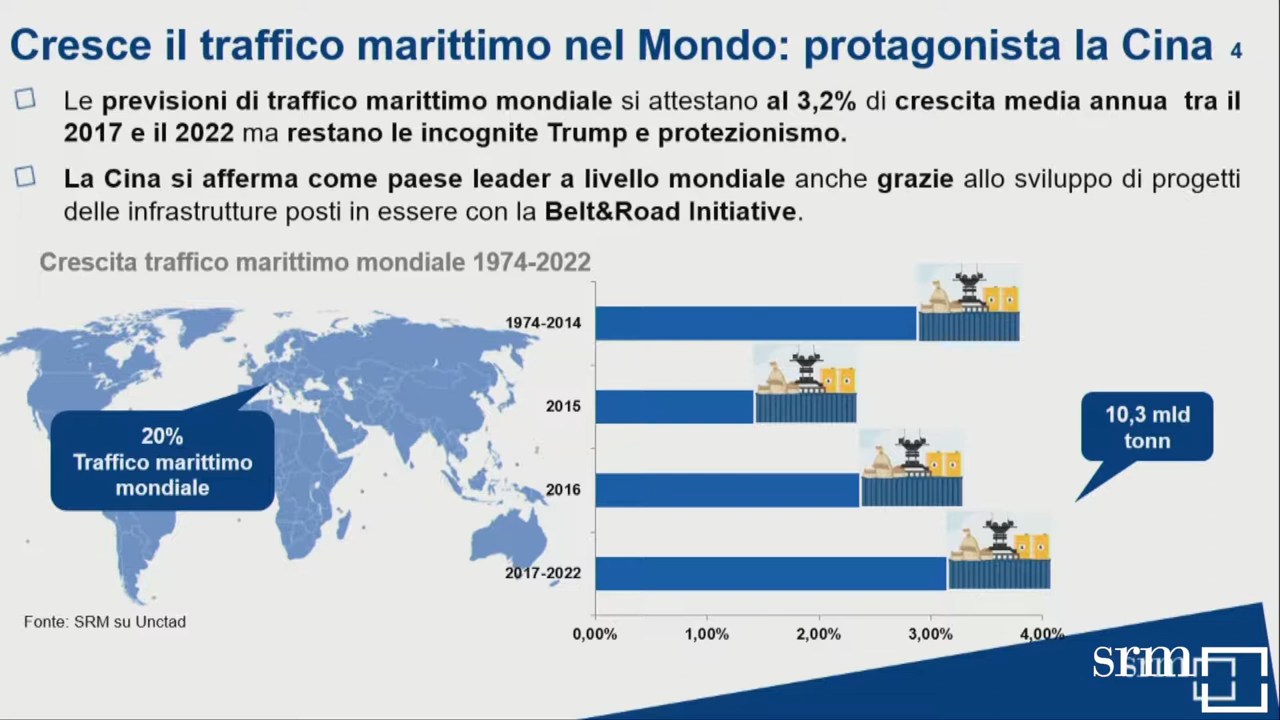 Cresce il traffico marittimo nel Mondo: protagonista la Cina 4
Le previsioni di traffico marittimo mondiale si attestano al 3,2% di crescita media annua tra il
2017 e il 2022 ma restano le incognite Trump e protezionismo.
La Cina si afferma come paese leader a livello mondiale anche grazie allo sviluppo di progetti
delle infrastrutture posti in essere con la Belt&Road Initiative.
Crescita traffico marittimo mondiale 1974-2022
1974-2014
2015
2016
2017-2022
20%
Traffico marittimo
mondiale
10,3 mld
tonn
0,00% 1,00% 2,00% 3,00% 4,00%
Fonte: SRM su Unctad
srm
srm